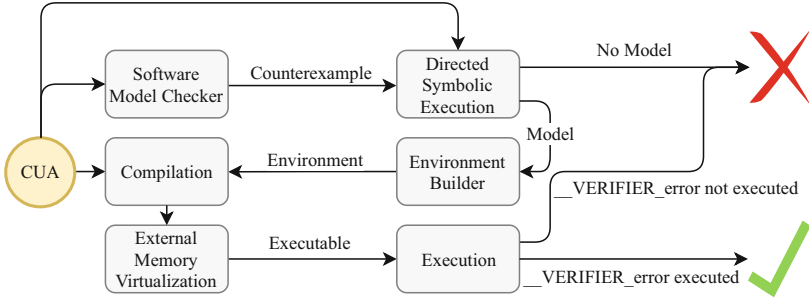 Software
Model Checker
Counterexample
Directed
Symbolic
Execution
No Model
Model
CUA
Compilation
Environment
Environment
Builder
__VERIFIER_error not executed
External
Memory
Virtualization
Executable
Execution
__VERIFIER_error executed